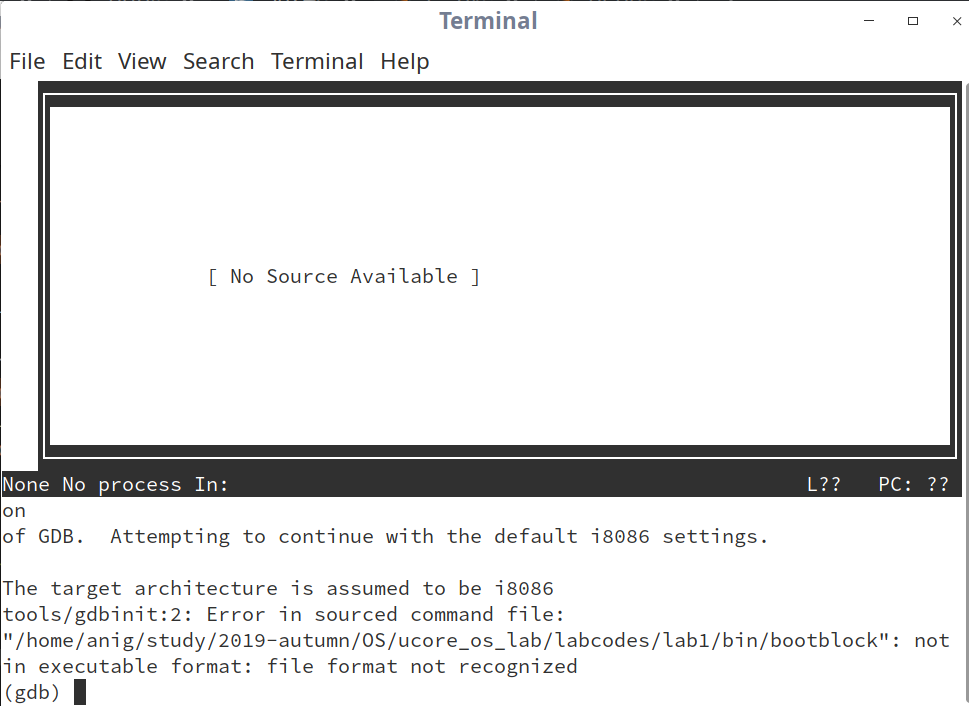 Terminal
File Edit View Search Terminal Help
[ No Source Available ]
None No process In: L?? PC: ??
on
of GDB.  Attempting to continue with the default i8086 settings.
The target architecture is assumed to be i8086
tools/gdbinit:2: Error in sourced command file:
"/home/anig/study/2019-autumn/OS/ucore_os_lab/labcodes/lab1/bin/bootblock": not
in executable format: file format not recognized
(gdb)